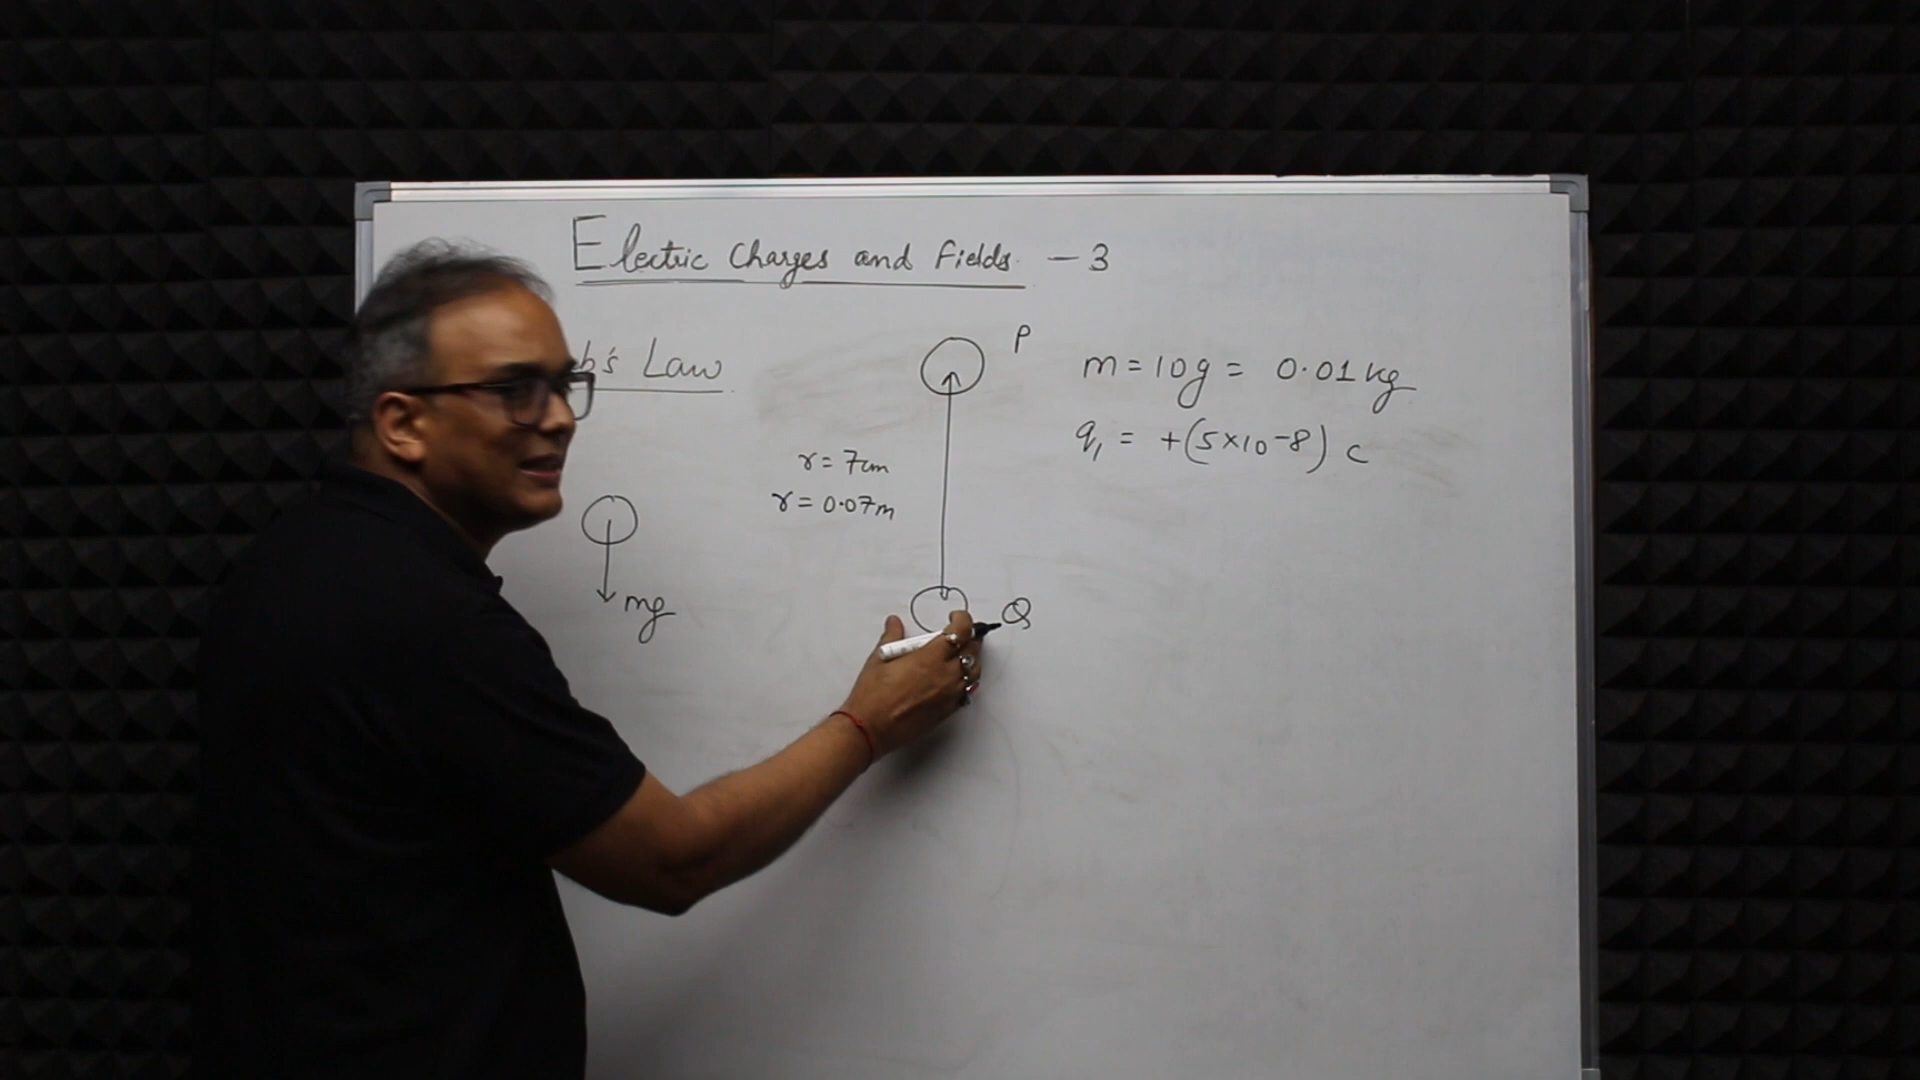 Electric Charges and Fields - 3
b's Law
P
m = 10g = 0.01 kg
q1 = +(5×10-8) c
r = 7cm
r = 0.07m
mg
Q